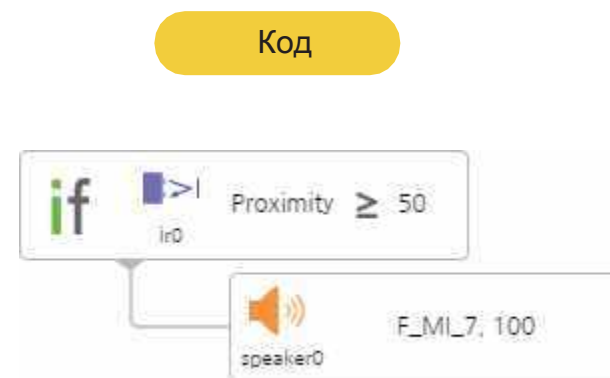 Код
if Proximity ≥ 50
ir0
F_MI_7, 100
speaker0